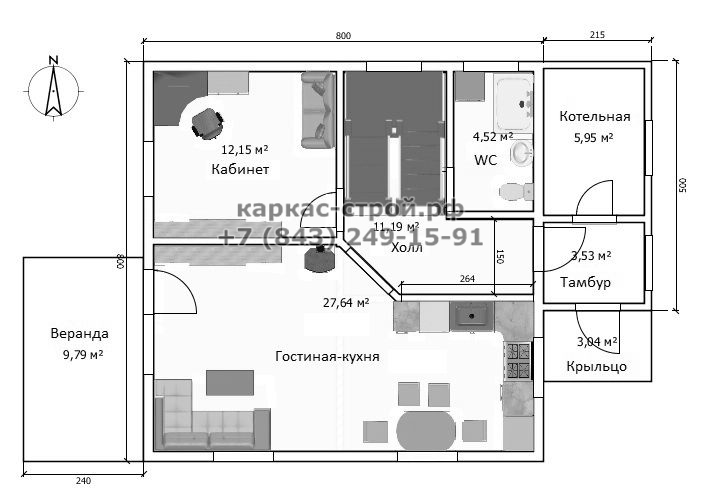 800
215
N
12,15 м²
Кабинет
4,52 м²
WC
Котельная
5,95 м²
500
каркас-строй.рф
+7 (843) 249-15-91
11,19 м²
Холл
150
264
3,53 м²
Тамбур
800
27,64 м²
Веранда
9,79 м²
Гостиная-кухня
3,04 м²
Крыльцо
240